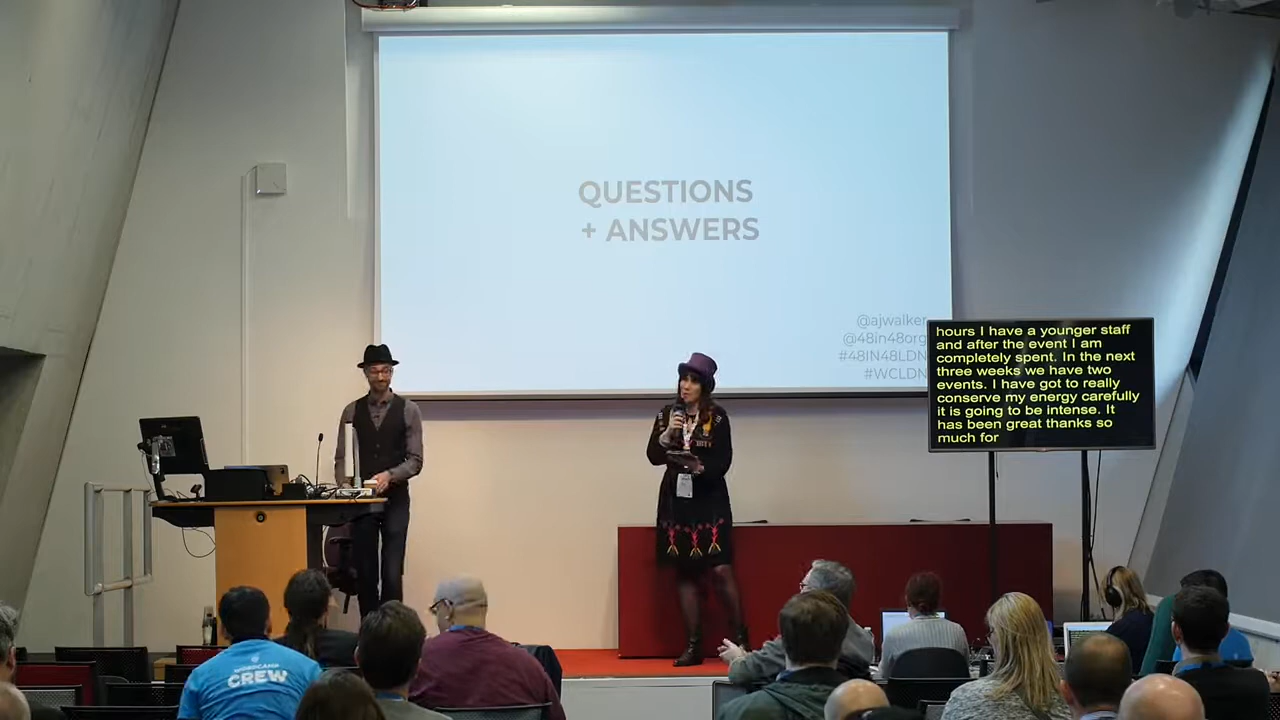 QUESTIONS
+ ANSWERS
@ajwalker
@48in48org
#48IN48LDN
#WCLDN
hours I have a younger staff
and after the event I am
completely spent. In the next
three weeks we have two
events. I have got to really
conserve my energy carefully
it is going to be intense. It
has been great thanks so
much for
WORDCAMP
CREW